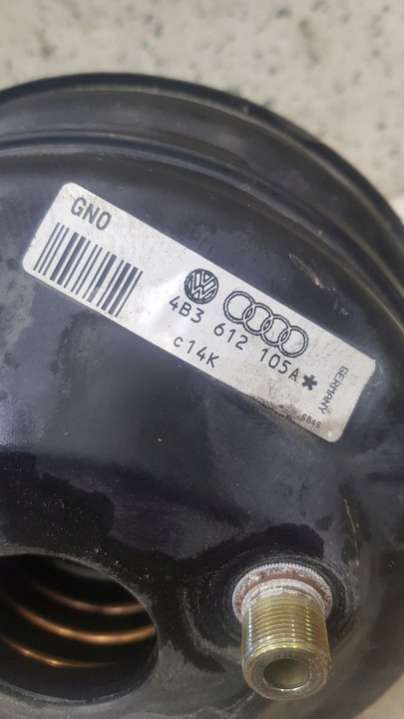 GNO
4B3 612 105A*
c14K
GERMANY